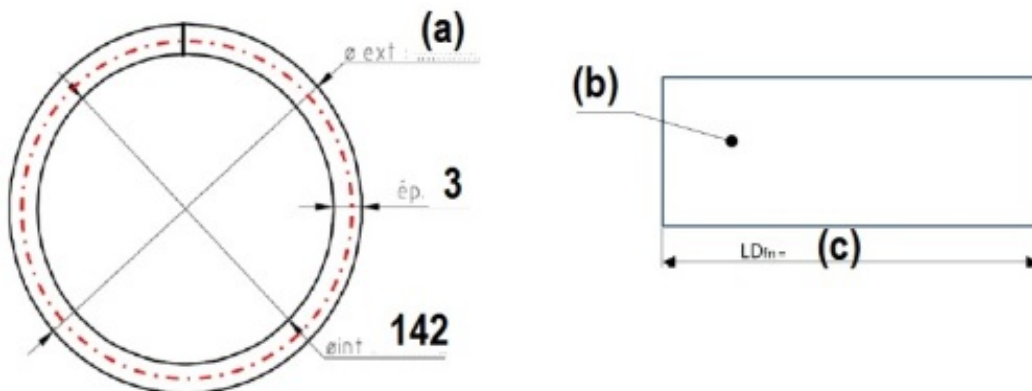 ø ext : (a)
(b)
ép. 3
LDfn = (c)
øint 142